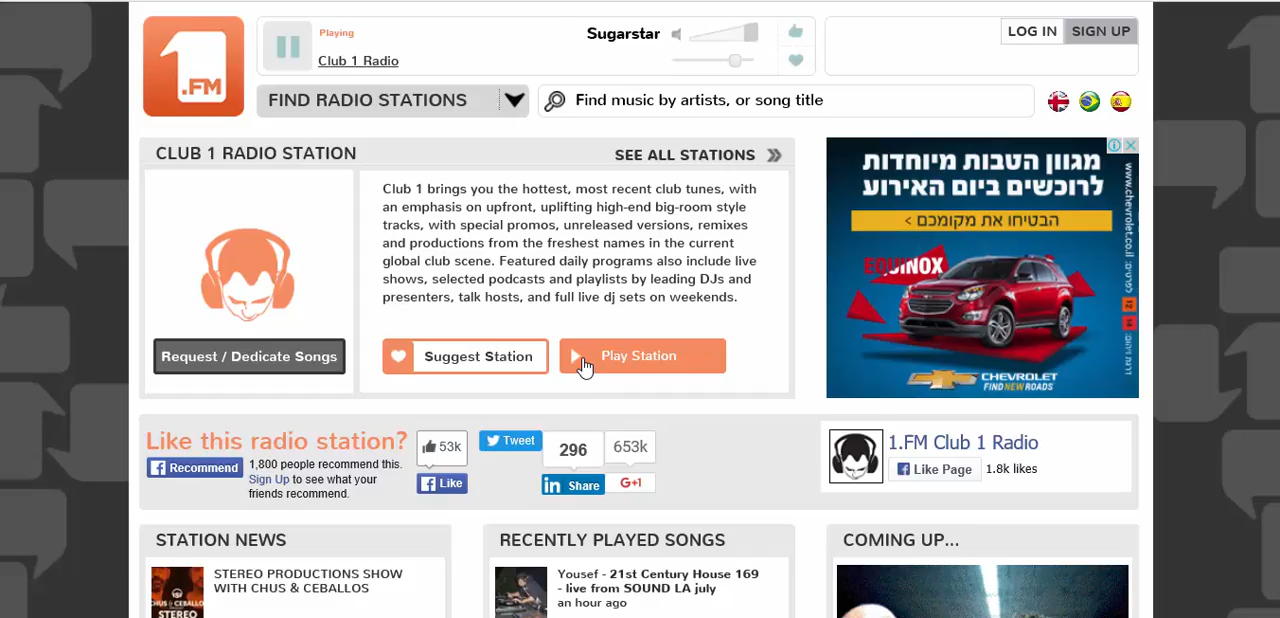 1.FM
Playing
Club 1 Radio
Sugarstar
LOG IN
SIGN UP
FIND RADIO STATIONS
Find music by artists, or song title
CLUB 1 RADIO STATION
SEE ALL STATIONS
Club 1 brings you the hottest, most recent club tunes, with
an emphasis on upfront, uplifting high-end big-room style
tracks, with special promos, unreleased versions, remixes
and productions from the freshest names in the current
global club scene. Featured daily programs also include live
shows,selected podcasts and playlists by leading DJs and
presenters, talk hosts, and full live dj sets on weekends.
Request / Dedicate Songs
Suggest Station
Play Station
מגוון הטבות מיוחדות
לרוכשים ביום האירוע
הבטיחו את מקומכם >
www.chevrolet.co.il
EQUINOX
CHEVROLET
FIND NEW ROADS
Like this radio station?
Recommend
1,800 people recommend this.
Sign Up to see what your
friends recommend.
53k
Like
Tweet
296
Share
653k
G+1
1.FM Club 1 Radio
Like Page
1.8k likes
STATION NEWS
STEREO PRODUCTIONS SHOW
WITH CHUS & CEBALLOS
CHUS & CEBALLOS
STEREO
RECENTLY PLAYED SONGS
Yousef - 21st Century House 169
- live from SOUND LA july
an hour ago
COMING UP...